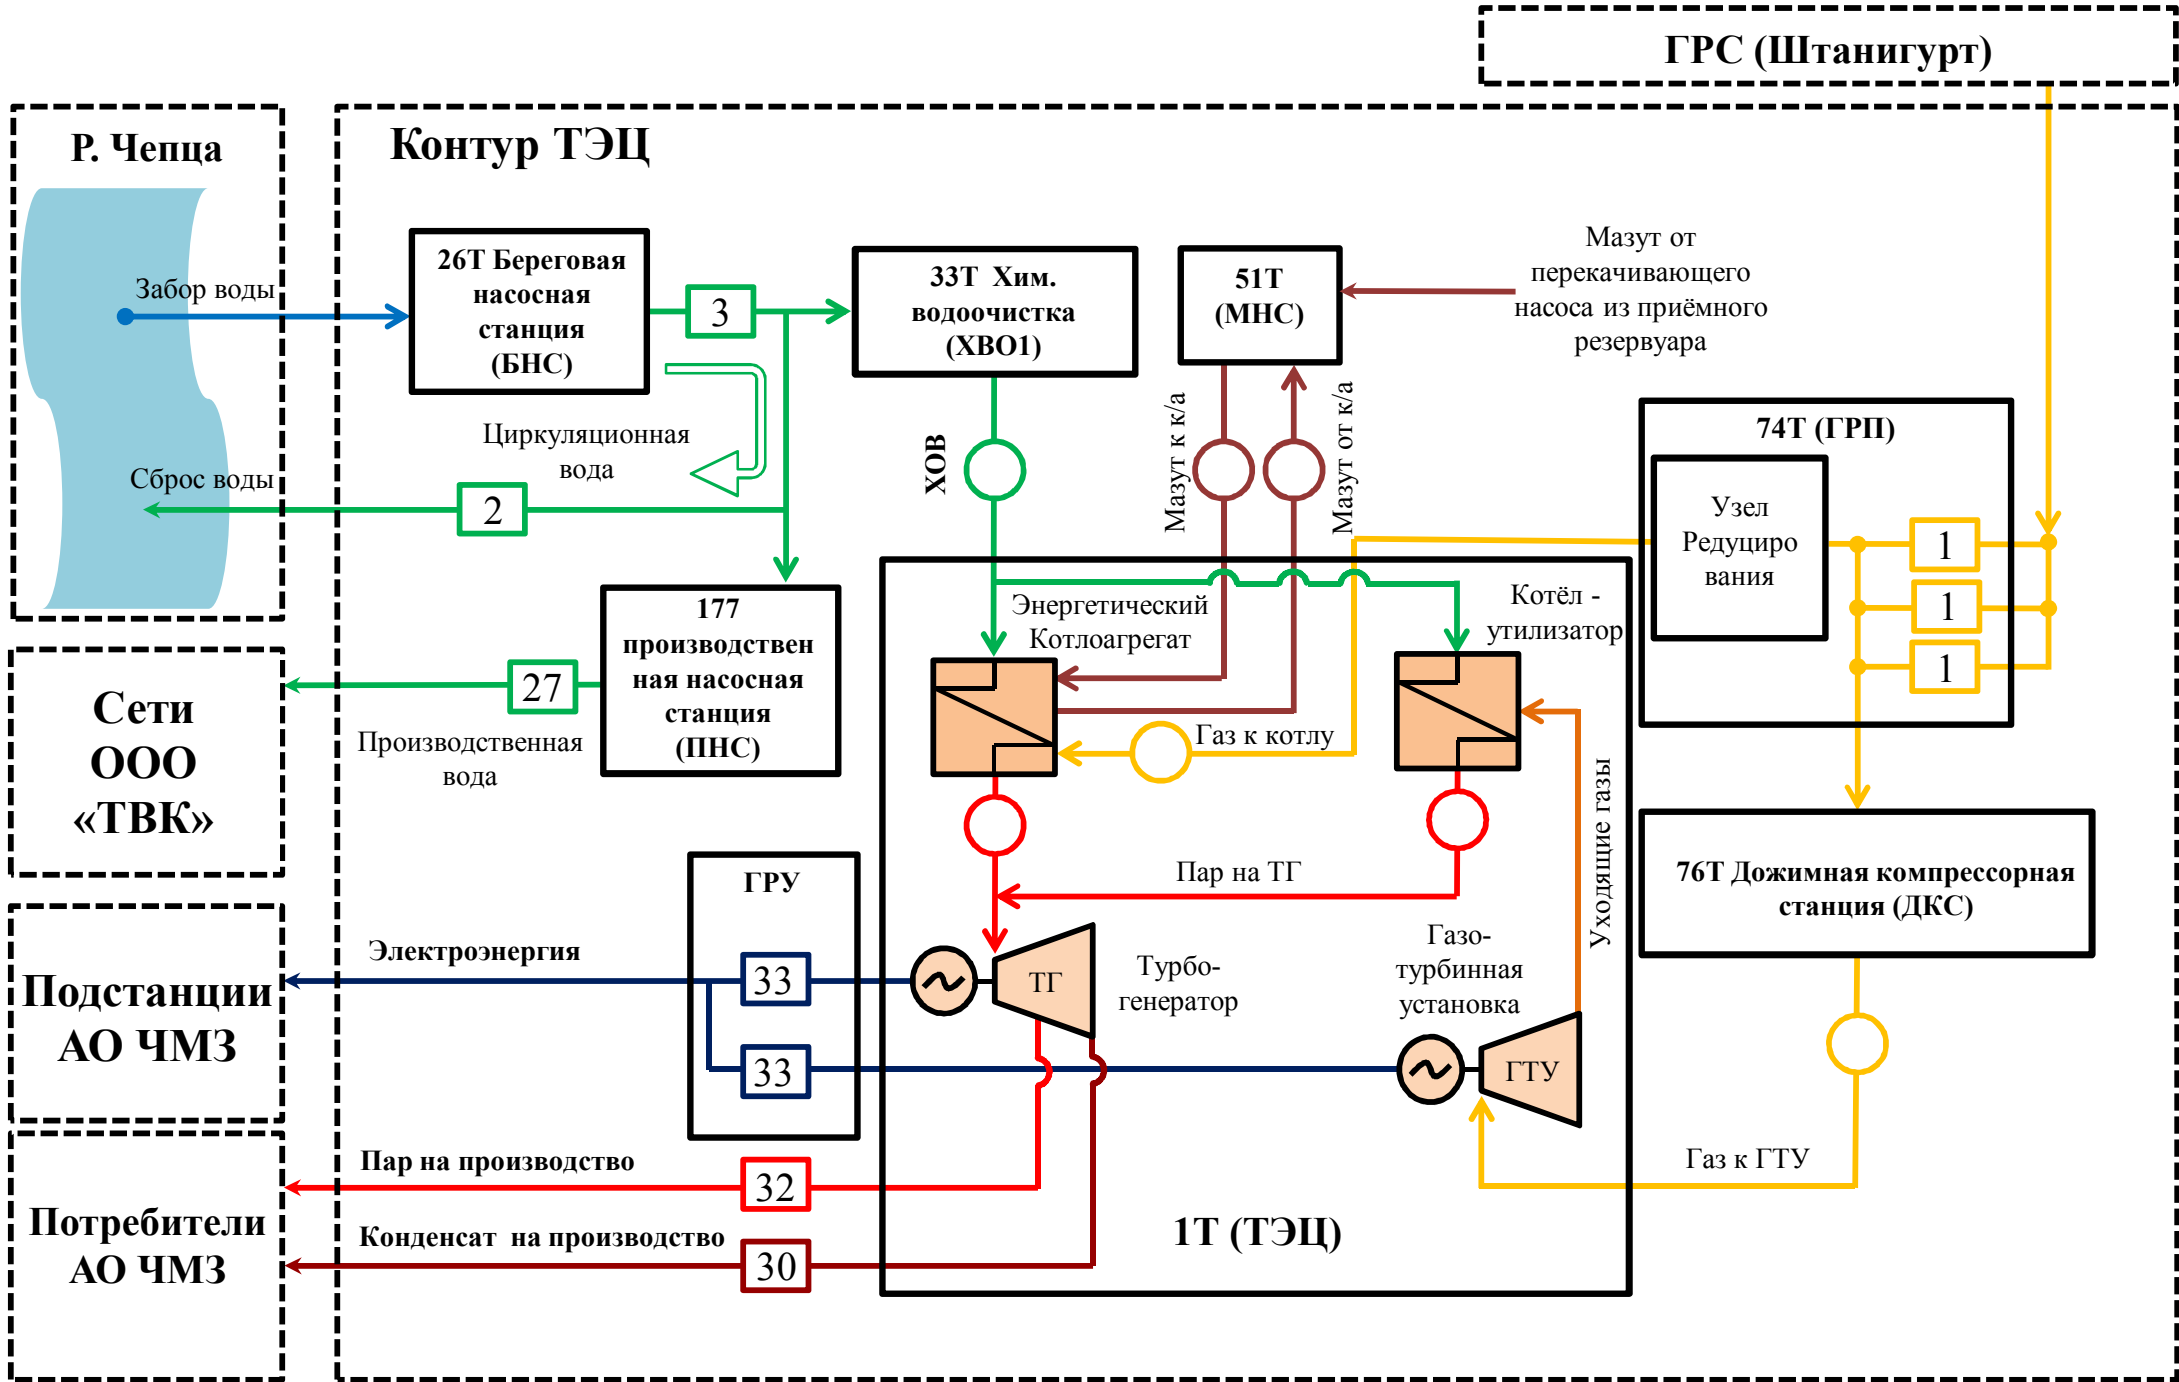 ГРС (Штанигурт)
Р. Чепца
Контур ТЭЦ
Забор воды
26Т Береговая
насосная
станция
(БНС)
3
33Т Хим.
водоочистка
(ХВО1)
51Т
(МНС)
Мазут от
перекачивающего
насоса из приёмного
резервуара
Циркуляционная
вода
Сброс воды
2
ХОВ
Мазут к к/а
Мазут от к/а
74Т (ГРП)
Узел
Редуциро
вания
1
1
1
177
производствен
ная насосная
станция
(ПНС)
27
Производственная
вода
Сети
ООО
«ТВК»
Энергетический
Котлоагрегат
Котёл -
утилизатор
Газ к котлу
Уходящие газы
76Т Дожимная компрессорная
станция (ДКС)
Пар на ТГ
ГРУ
Электроэнергия
33
33
ТГ
Турбо-
генератор
Газо-
турбинная
установка
ГТУ
Подстанции
АО ЧМЗ
Газ к ГТУ
Пар на производство
32
Конденсат на производство
30
Потребители
АО ЧМЗ
1Т (ТЭЦ)